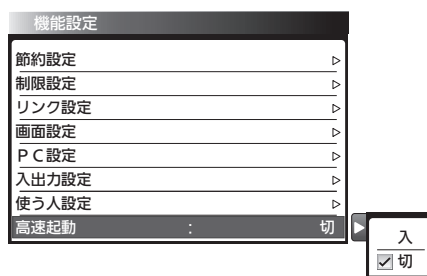 機能設定
節約設定
制限設定
リンク設定
画面設定
ＰＣ設定
入出力設定
使う人設定
高速起動 : 切
入
切